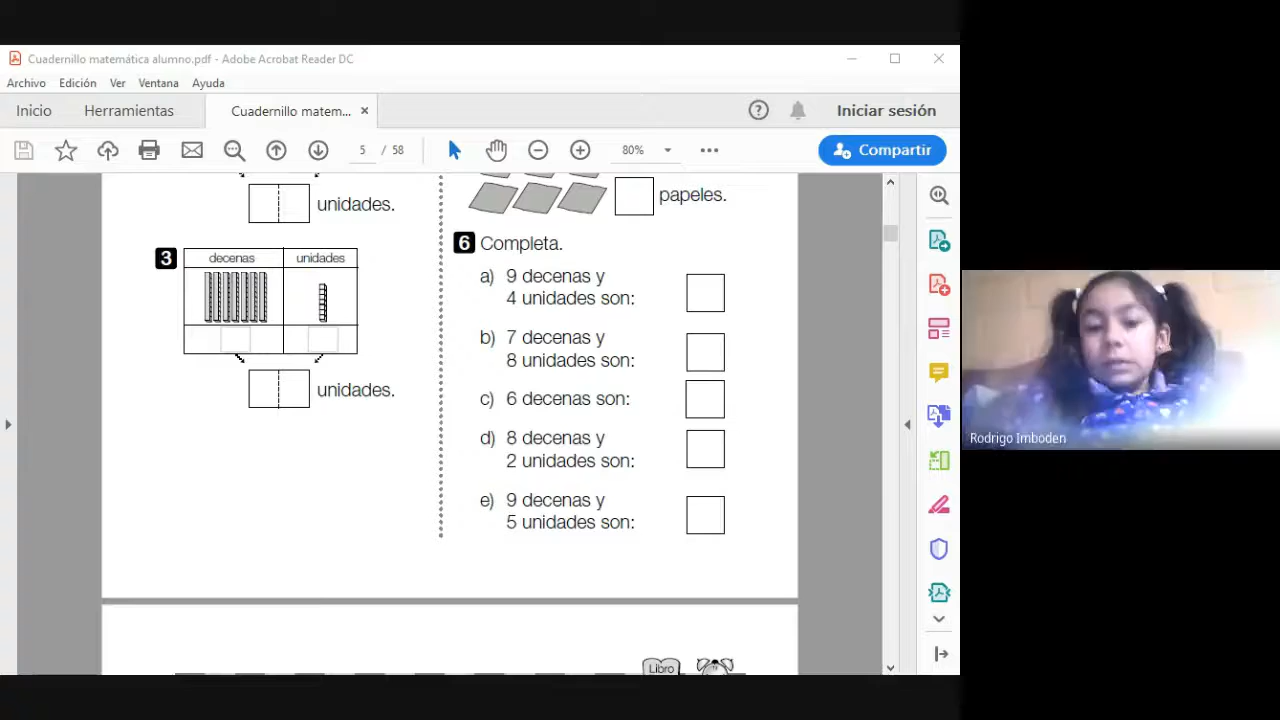 Cuadernillo matemática alumno.pdf - Adobe Acrobat Reader DC
Archivo Edición Ver Ventana Ayuda
Inicio Herramientas Cuadernillo matem... × Iniciar sesión
5 / 58 80% Compartir
unidades.
3 decenas unidades
unidades.
papeles.
6 Completa.
a) 9 decenas y
4 unidades son:
b) 7 decenas y
8 unidades son:
c) 6 decenas son:
d) 8 decenas y
2 unidades son:
e) 9 decenas y
5 unidades son:
Libro
Rodrigo Imboden